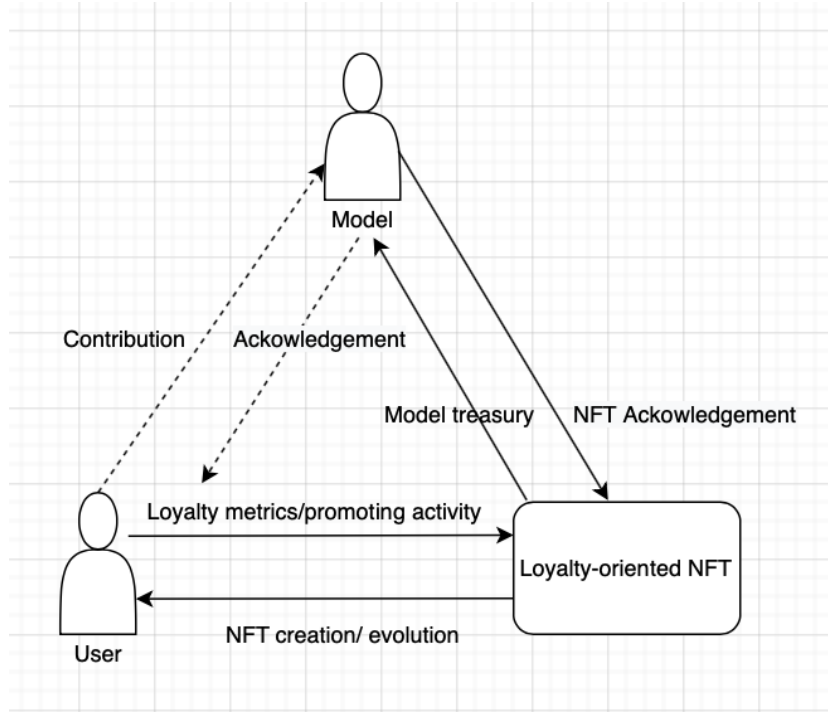 Model
Contribution
Ackowledgement
Model treasury
NFT Ackowledgement
Loyalty metrics/promoting activity
Loyalty-oriented NFT
NFT creation/ evolution
User